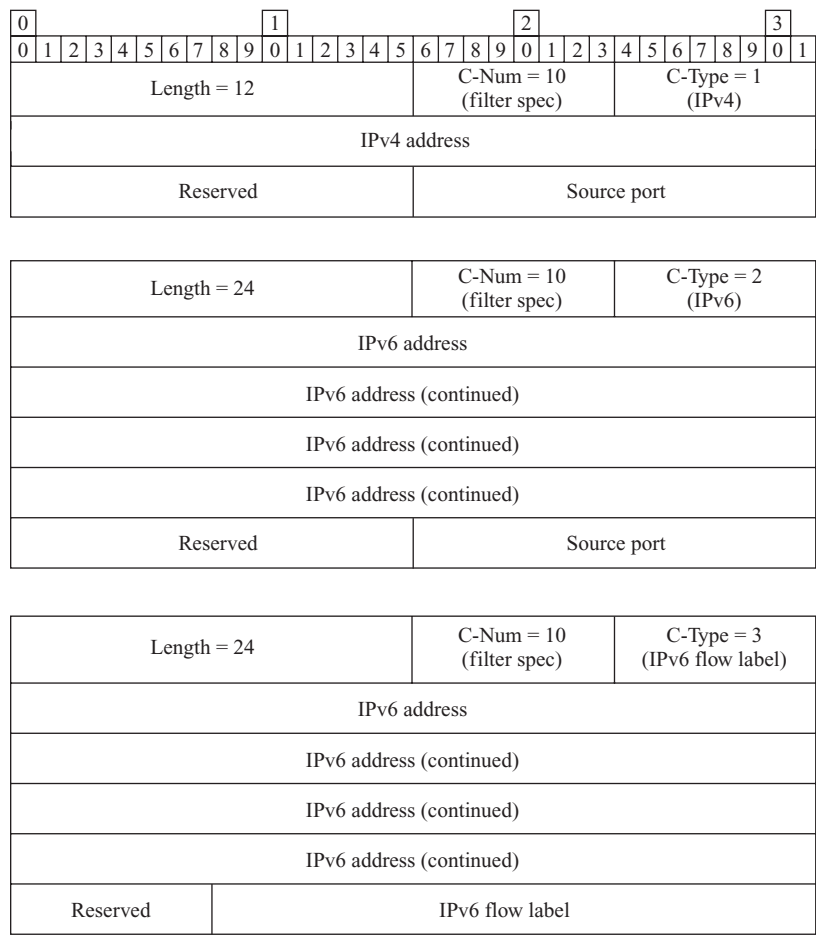 0 1 2 3
0 1 2 3 4 5 6 7 8 9 0 1 2 3 4 5 6 7 8 9 0 1 2 3 4 5 6 7 8 9 0 1
Length = 12 C-Num = 10 C-Type = 1
(filter spec) (IPv4)
IPv4 address
Reserved Source port
Length = 24 C-Num = 10 C-Type = 2
(filter spec) (IPv6)
IPv6 address
IPv6 address (continued)
IPv6 address (continued)
IPv6 address (continued)
Reserved Source port
Length = 24 C-Num = 10 C-Type = 3
(filter spec) (IPv6 flow label)
IPv6 address
IPv6 address (continued)
IPv6 address (continued)
IPv6 address (continued)
Reserved IPv6 flow label